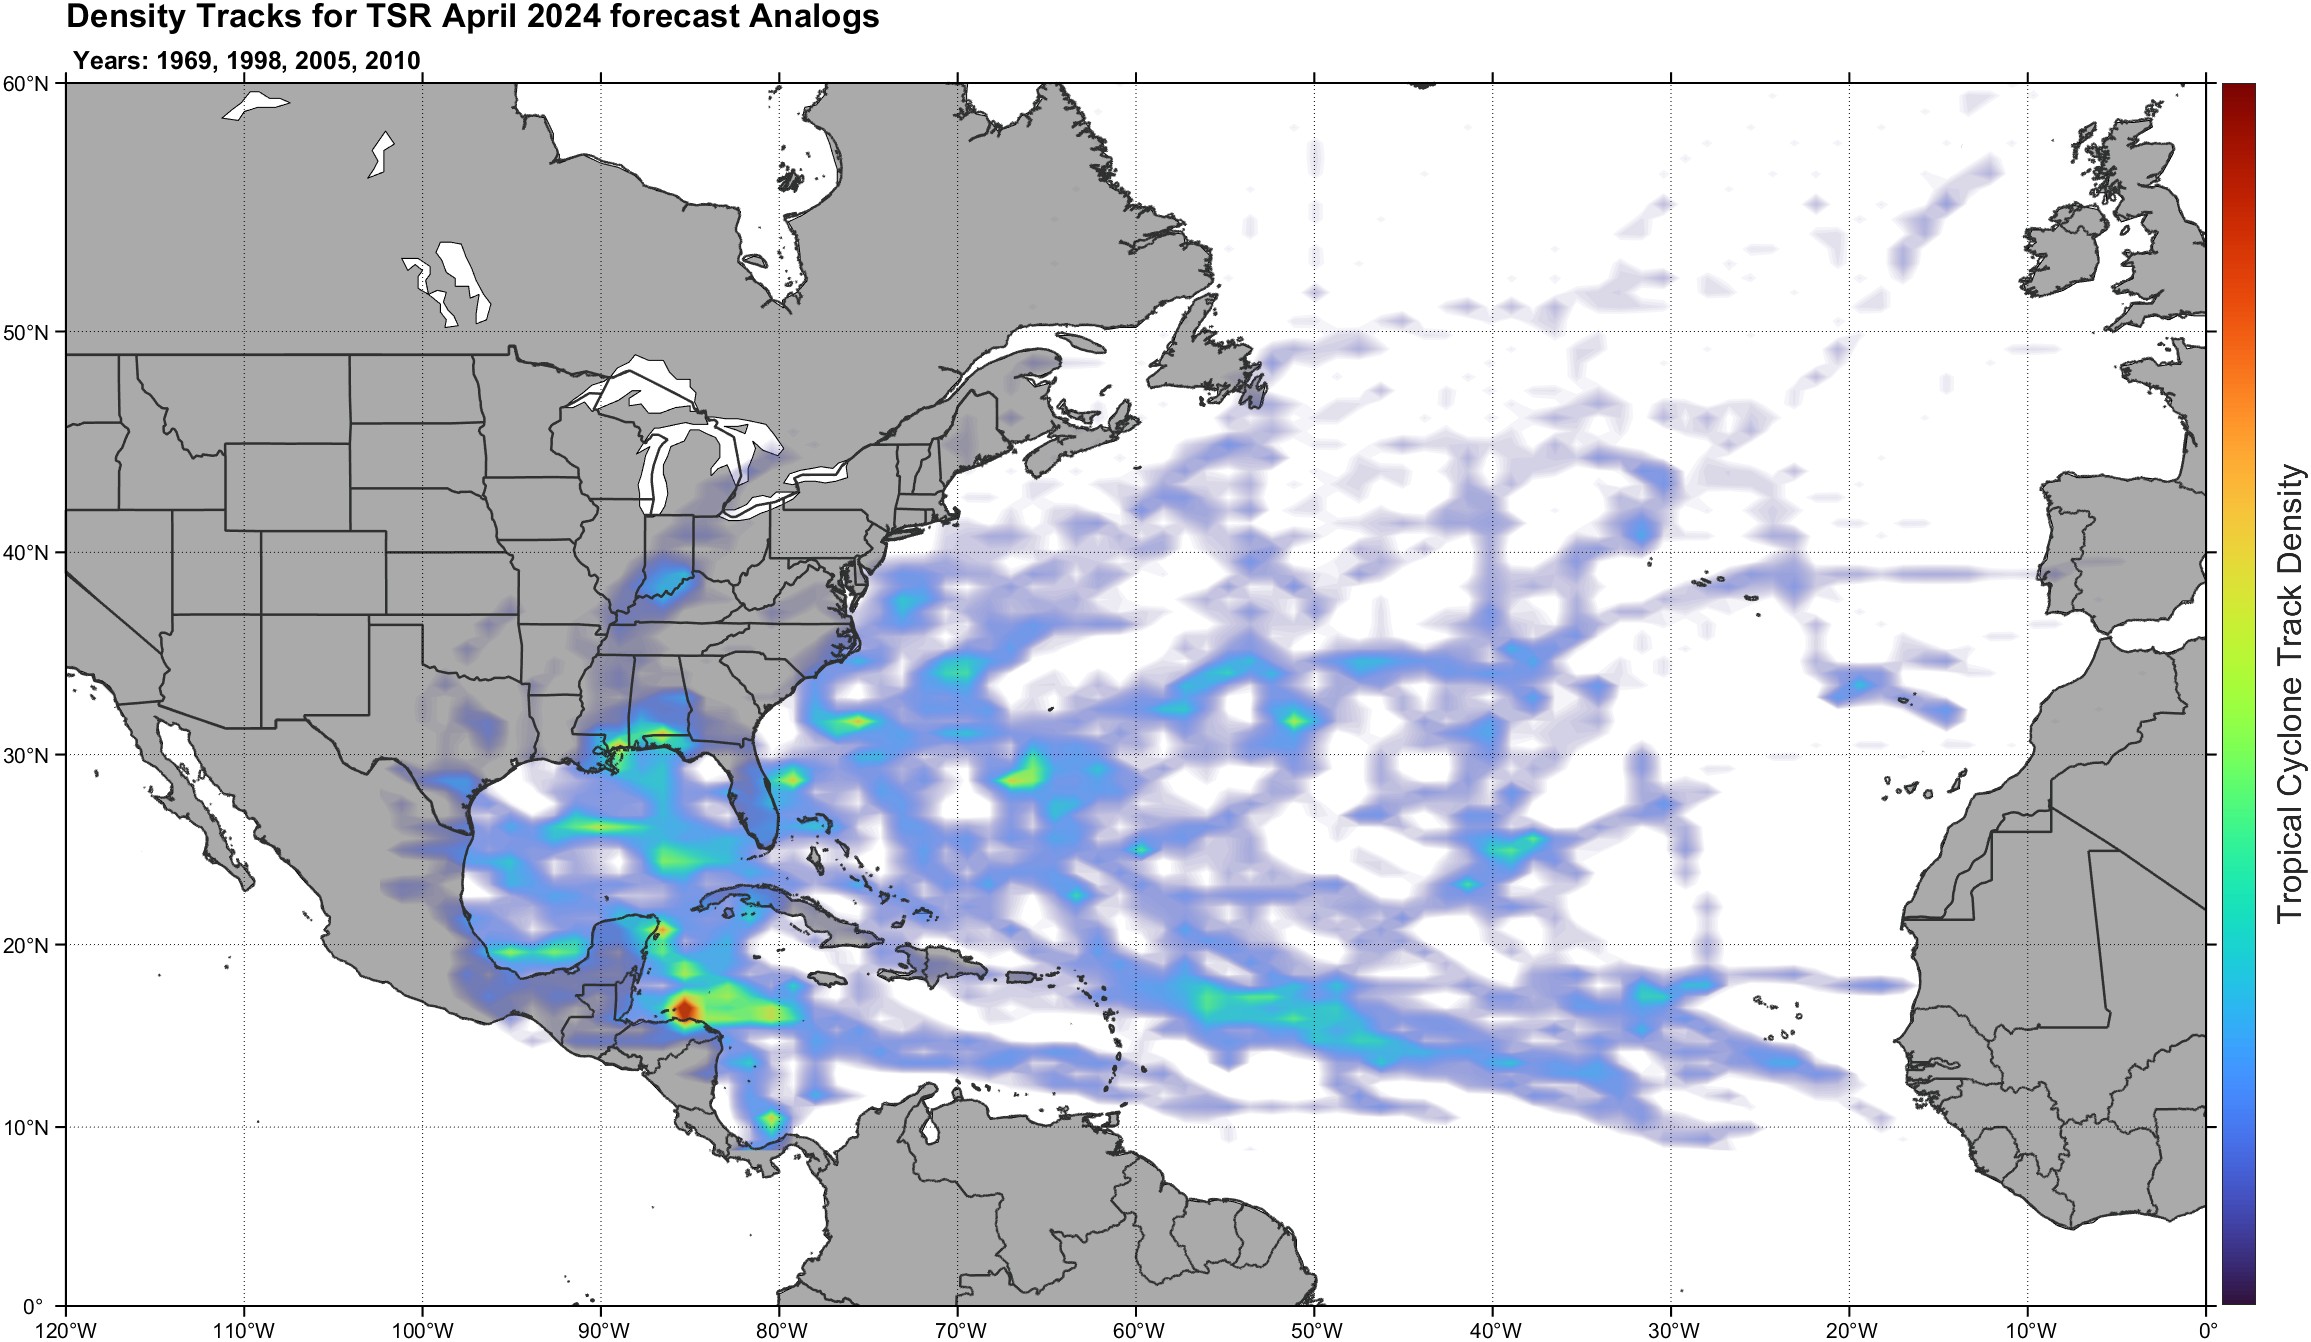 Density Tracks for TSR April 2024 forecast Analogs
Years: 1969, 1998, 2005, 2010
60°N
50°N
40°N
30°N
20°N
10°N
0°
120°W 110°W 100°W 90°W 80°W 70°W 60°W 50°W 40°W 30°W 20°W 10°W 0°
Tropical Cyclone Track Density